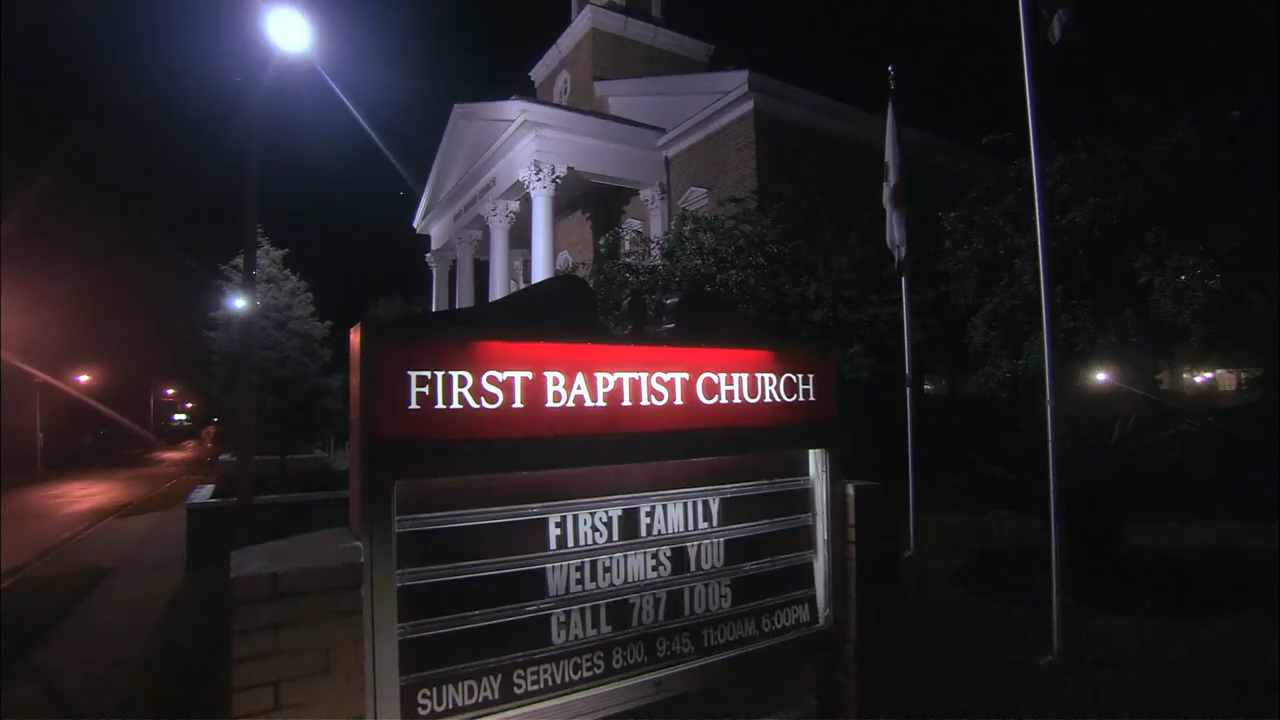 FIRST BAPTIST CHURCH
FIRST FAMILY
WELCOMES YOU
CALL 787 1005
SUNDAY SERVICES 8:00, 9:45, 11:00AM, 6:00PM